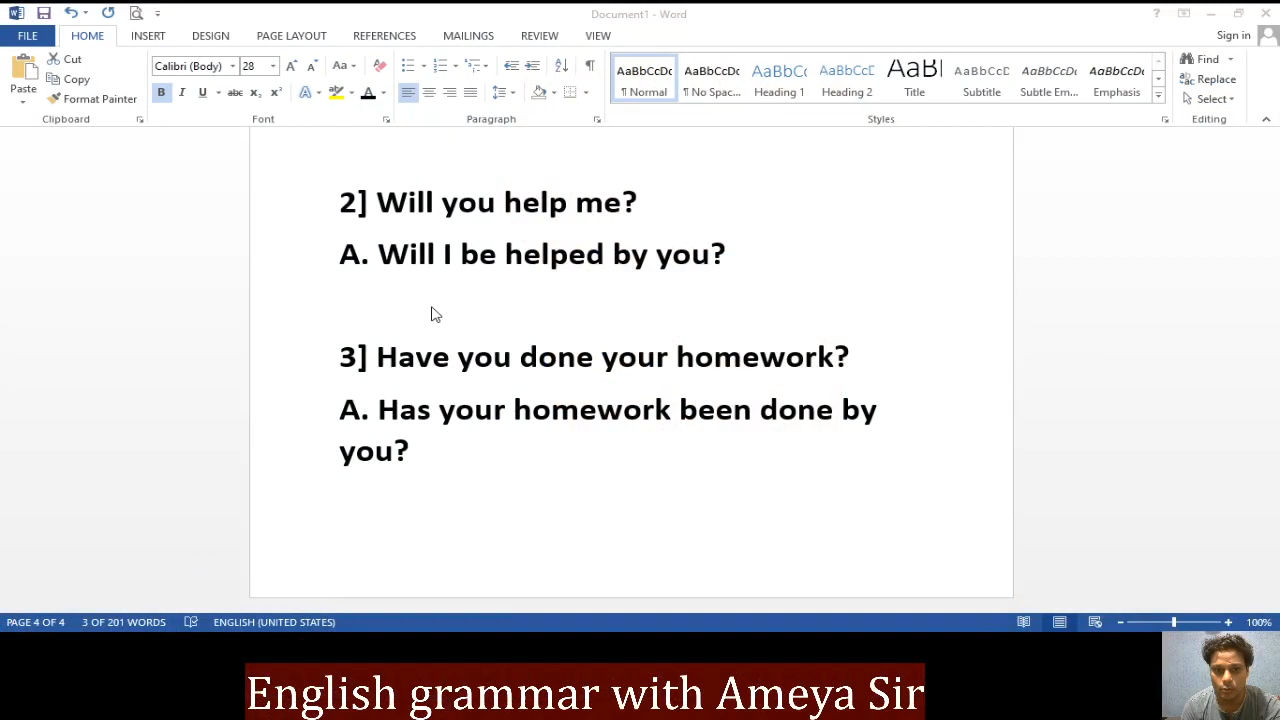 Document1 - Word
?
FILE HOME INSERT DESIGN PAGE LAYOUT REFERENCES MAILINGS REVIEW VIEW Sign in
Paste
Cut
Copy
Format Painter
Calibri (Body) 28
AaBbCcDc AaBbCcDc AaBbCc AaBbCcC AaBl AaBbCcD AaBbCcDc AaBbCcDc
¶ Normal ¶ No Spac... Heading 1 Heading 2 Title Subtitle Subtle Em... Emphasis
Find
Replace
Select
Clipboard Font Paragraph Styles Editing
2] Will you help me?
A. Will I be helped by you?
3] Have you done your homework?
A. Has your homework been done by
you?
PAGE 4 OF 4 3 OF 201 WORDS ENGLISH (UNITED STATES) 100%
English grammar with Ameya Sir